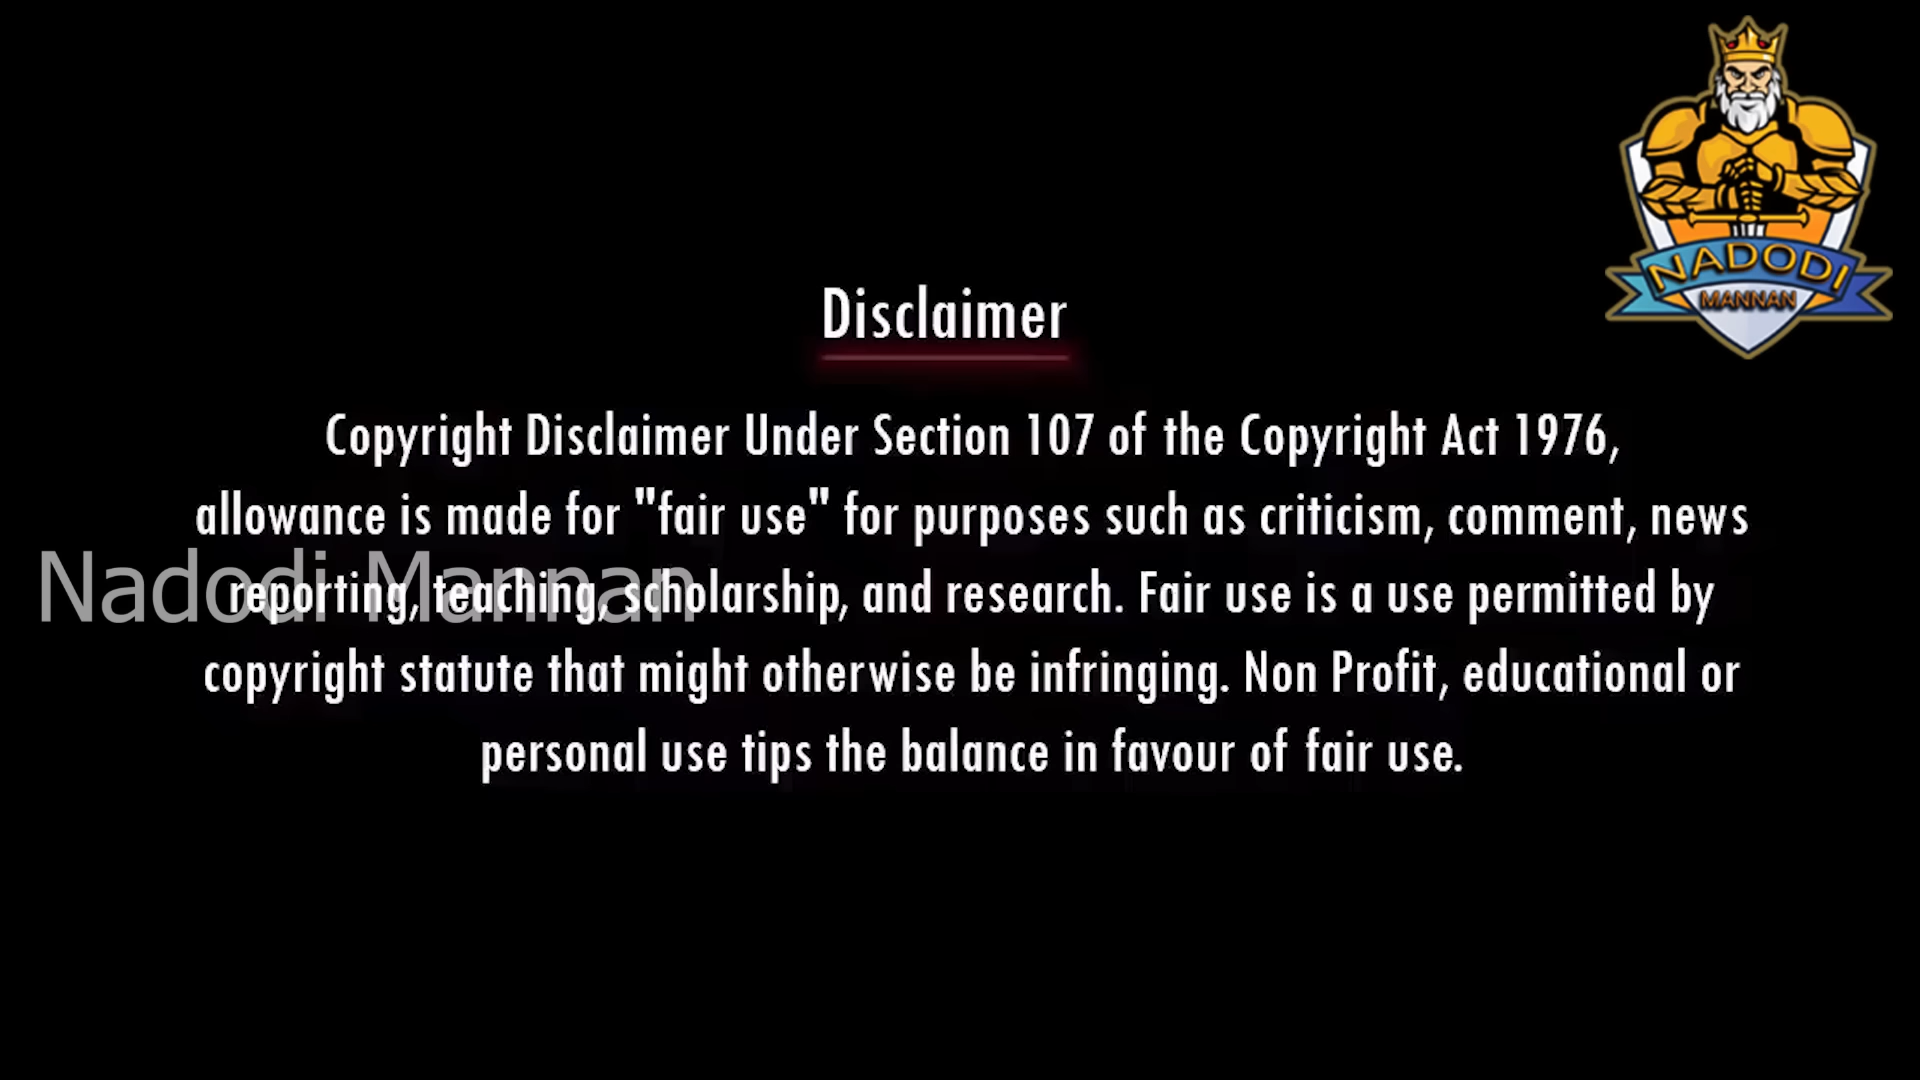 NADODI
MANNAN
Disclaimer
Copyright Disclaimer Under Section 107 of the Copyright Act 1976,
allowance is made for "fair use" for purposes such as criticism, comment, news
reporting, teaching, scholarship, and research. Fair use is a use permitted by
Nadodi Mannan
copyright statute that might otherwise be infringing. Non Profit, educational or
personal use tips the balance in favour of fair use.